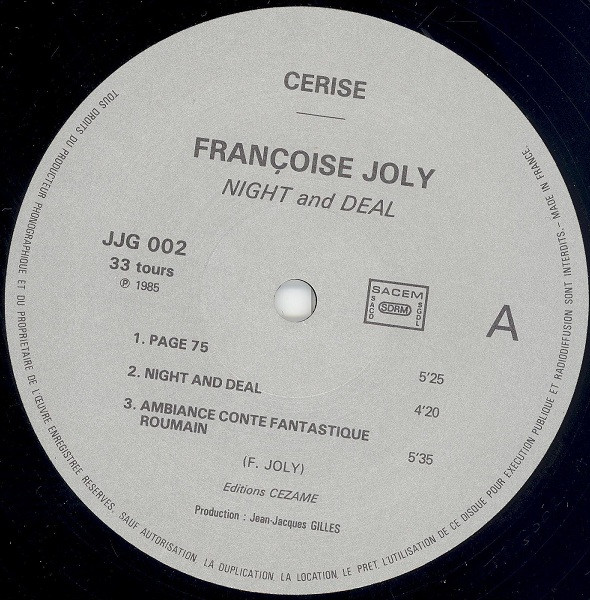 CERISE
FRANÇOISE JOLY
NIGHT and DEAL
JJG 002
33 tours
℗ 1985
SACEM
SACD
SDRM
SGDL
A
1. PAGE 75 5'25
2. NIGHT AND DEAL 4'20
3. AMBIANCE CONTE FANTASTIQUE
ROUMAIN 5'35
(F. JOLY)
Editions CEZAME
Production : Jean-Jacques GILLES
TOUS DROITS DU PRODUCTEUR PHONOGRAPHIQUE ET DU PROPRIETAIRE DE L'ŒUVRE ENREGISTREE RESERVES. SAUF AUTORISATION LA DUPLICATION, LA LOCATION, LE PRET, L'UTILISATION DE CE DISQUE POUR EXECUTION PUBLIQUE ET RADIODIFFUSION SONT INTERDITS. - MADE IN FRANCE.